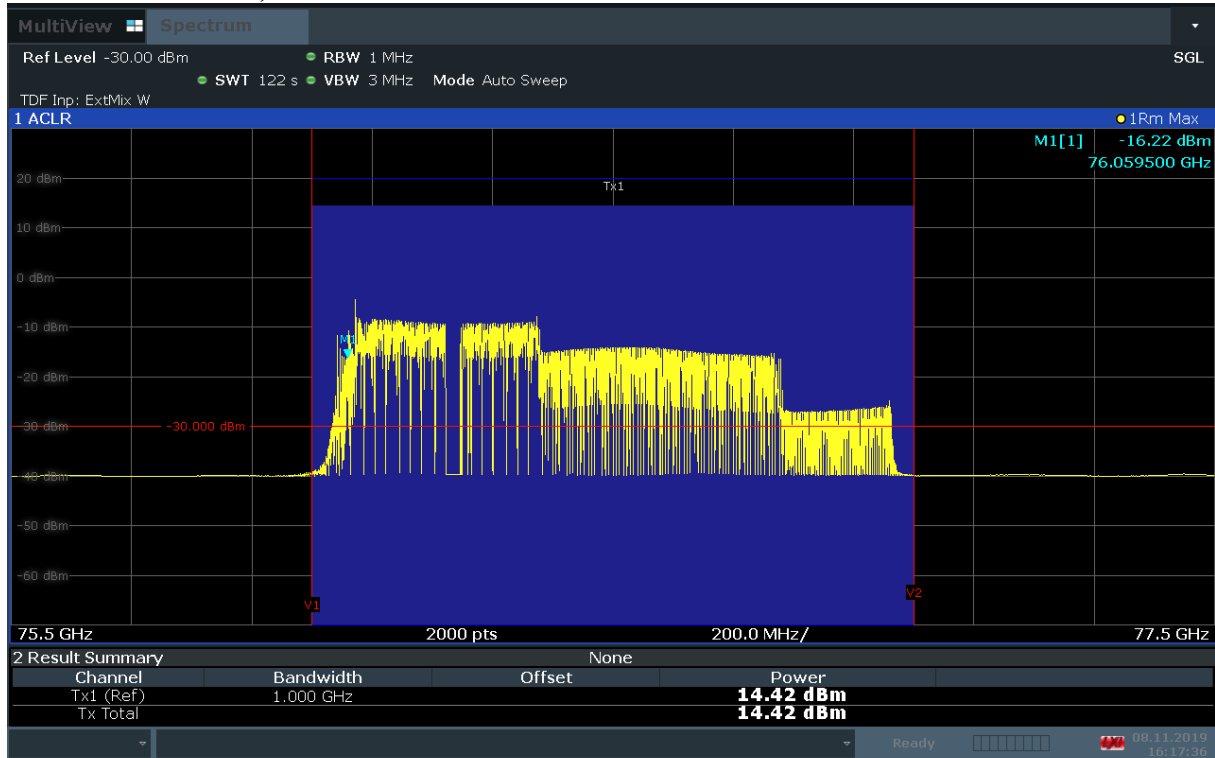 MultiView Spectrum
Ref Level -30.00 dBm RBW 1 MHz SGL
SWT 122 s VBW 3 MHz Mode Auto Sweep
TDF Inp: ExtMix W
1 ACLR 1Rm Max
M1[1] -16.22 dBm
76.059500 GHz
20 dBm
Tx1
10 dBm
0 dBm
-10 dBm
M1
-20 dBm
-30 dBm -30.000 dBm
-40 dBm
-50 dBm
-60 dBm
V1 V2
75.5 GHz 2000 pts 200.0 MHz/ 77.5 GHz
2 Result Summary None
Channel Bandwidth Offset Power
Tx1 (Ref) 1.000 GHz 14.42 dBm
Tx Total 14.42 dBm
Ready 08.11.2019
16:17:36